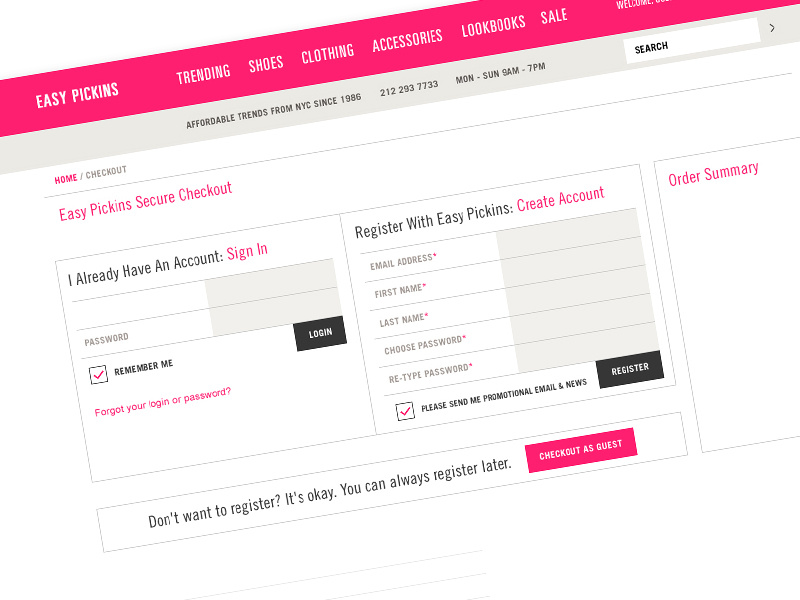 WELCOME,
EASY PICKINS TRENDING SHOES CLOTHING ACCESSORIES LOOKBOOKS SALE
AFFORDABLE TRENDS FROM NYC SINCE 1986 212 293 7733 MON - SUN 9AM - 7PM SEARCH >
HOME / CHECKOUT
Easy Pickins Secure Checkout
I Already Have An Account: Sign In
PASSWORD
LOGIN
REMEMBER ME
Forgot your login or password?
Register With Easy Pickins: Create Account
EMAIL ADDRESS*
FIRST NAME*
LAST NAME*
CHOOSE PASSWORD*
RE-TYPE PASSWORD*
PLEASE SEND ME PROMOTIONAL EMAIL & NEWS REGISTER
Order Summary
Don't want to register? It's okay. You can always register later. CHECKOUT AS GUEST